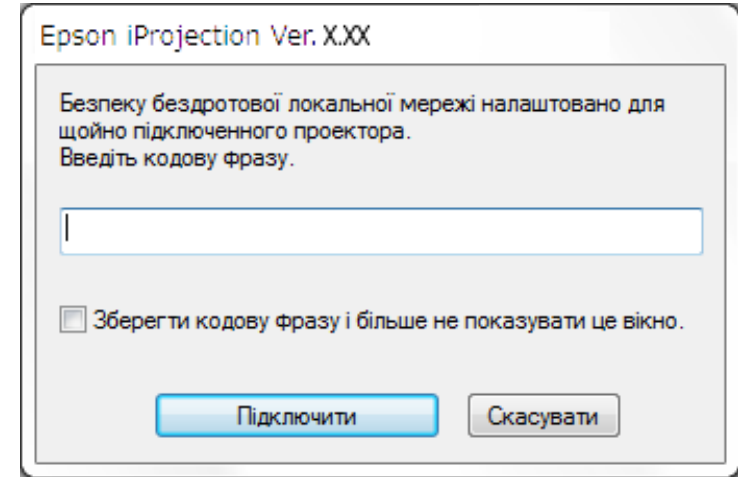 Epson iProjection Ver. X.XX
Безпеку бездротової локальної мережі налаштовано для
щойно підключенного проектора.
Введіть кодову фразу.
Зберегти кодову фразу і більше не показувати це вікно.
Підключити
Скасувати